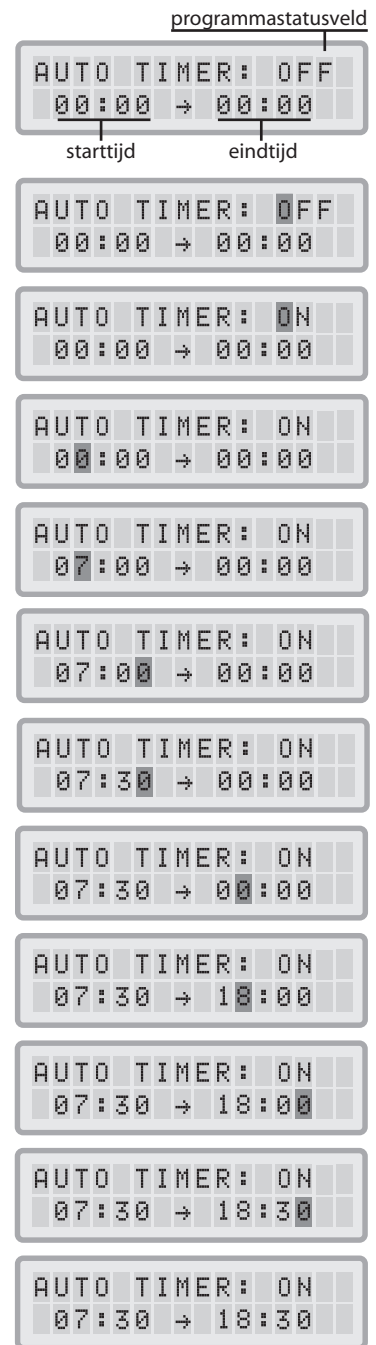 programmastatusveld
AUTO TIMER: OFF
00:00 → 00:00
starttijd eindtijd
AUTO TIMER: OFF
00:00 → 00:00
AUTO TIMER: ON
00:00 → 00:00
AUTO TIMER: ON
00:00 → 00:00
AUTO TIMER: ON
07:00 → 00:00
AUTO TIMER: ON
07:00 → 00:00
AUTO TIMER: ON
07:30 → 00:00
AUTO TIMER: ON
07:30 → 00:00
AUTO TIMER: ON
07:30 → 18:00
AUTO TIMER: ON
07:30 → 18:00
AUTO TIMER: ON
07:30 → 18:30
AUTO TIMER: ON
07:30 → 18:30